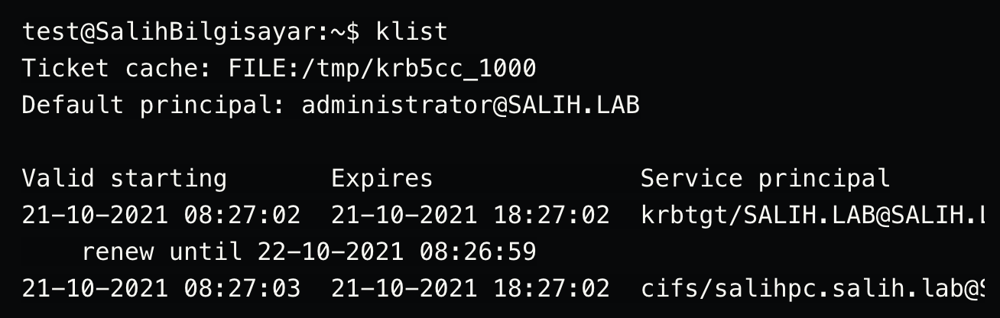 test@SalihBilgisayar:~$ klist
Ticket cache: FILE:/tmp/krb5cc_1000
Default principal: administrator@SALIH.LAB
Valid starting Expires Service principal
21-10-2021 08:27:02 21-10-2021 18:27:02 krbtgt/SALIH.LAB@SALIH.L
renew until 22-10-2021 08:26:59
21-10-2021 08:27:03 21-10-2021 18:27:02 cifs/salihpc.salih.lab@S